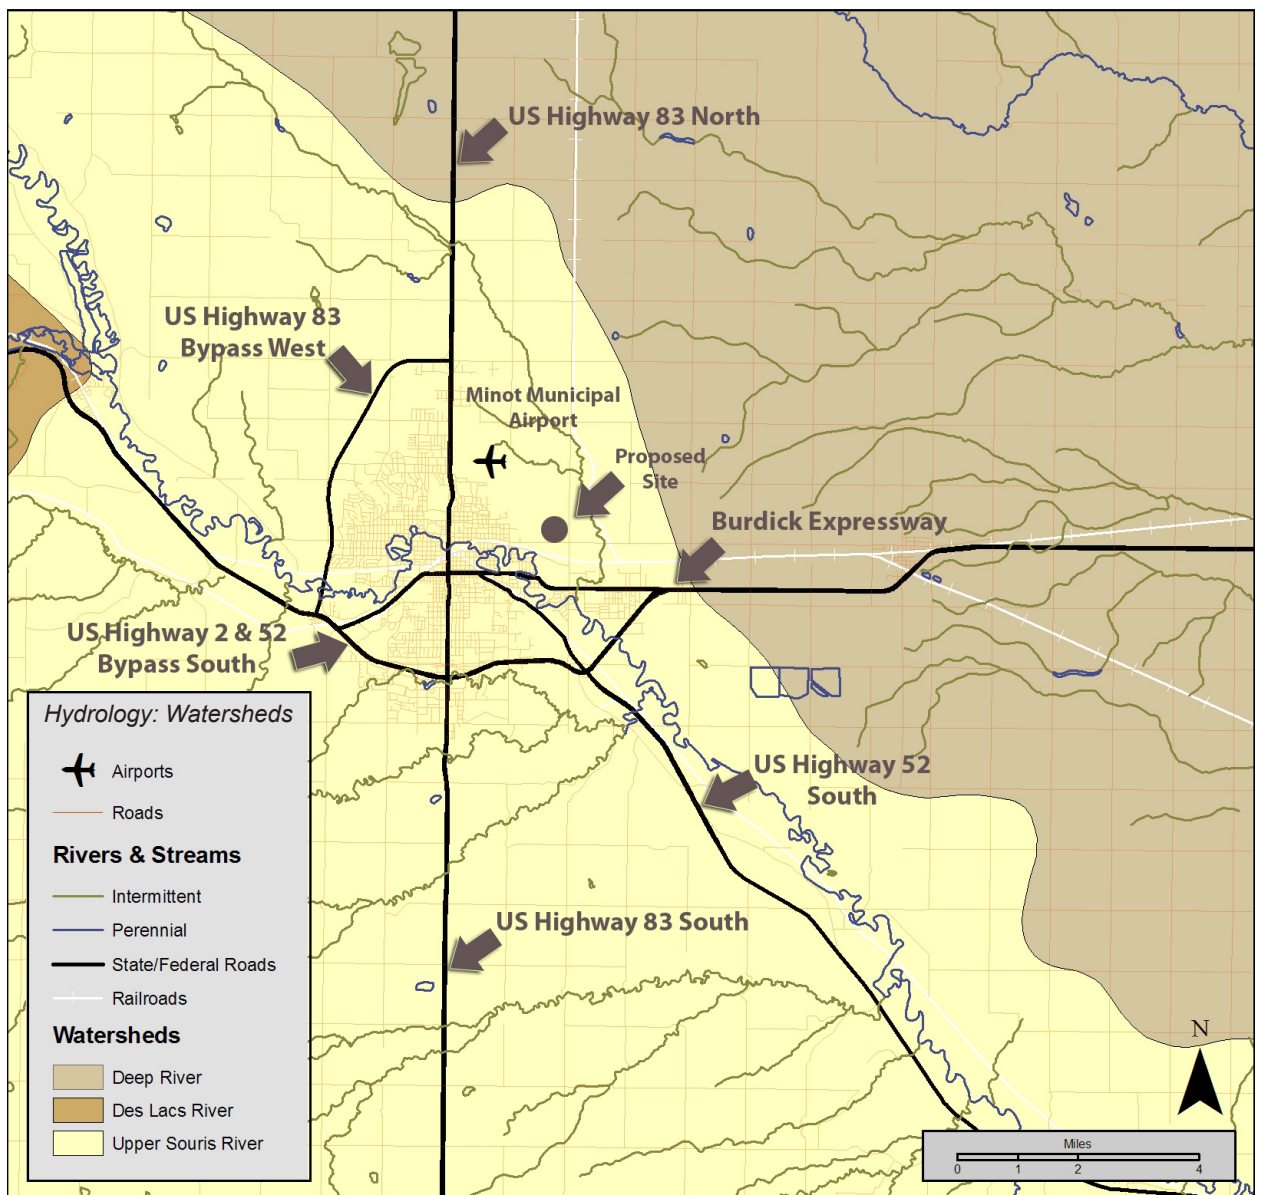 US Highway 83 North
US Highway 83
Bypass West
Minot Municipal
Airport
Proposed
Site
Burdick Expressway
US Highway 2 & 52
Bypass South
US Highway 52
South
US Highway 83 South
Hydrology: Watersheds
Airports
Roads
Rivers & Streams
Intermittent
Perennial
State/Federal Roads
Railroads
Watersheds
Deep River
Des Lacs River
Upper Souris River
N
Miles
0 1 2 4